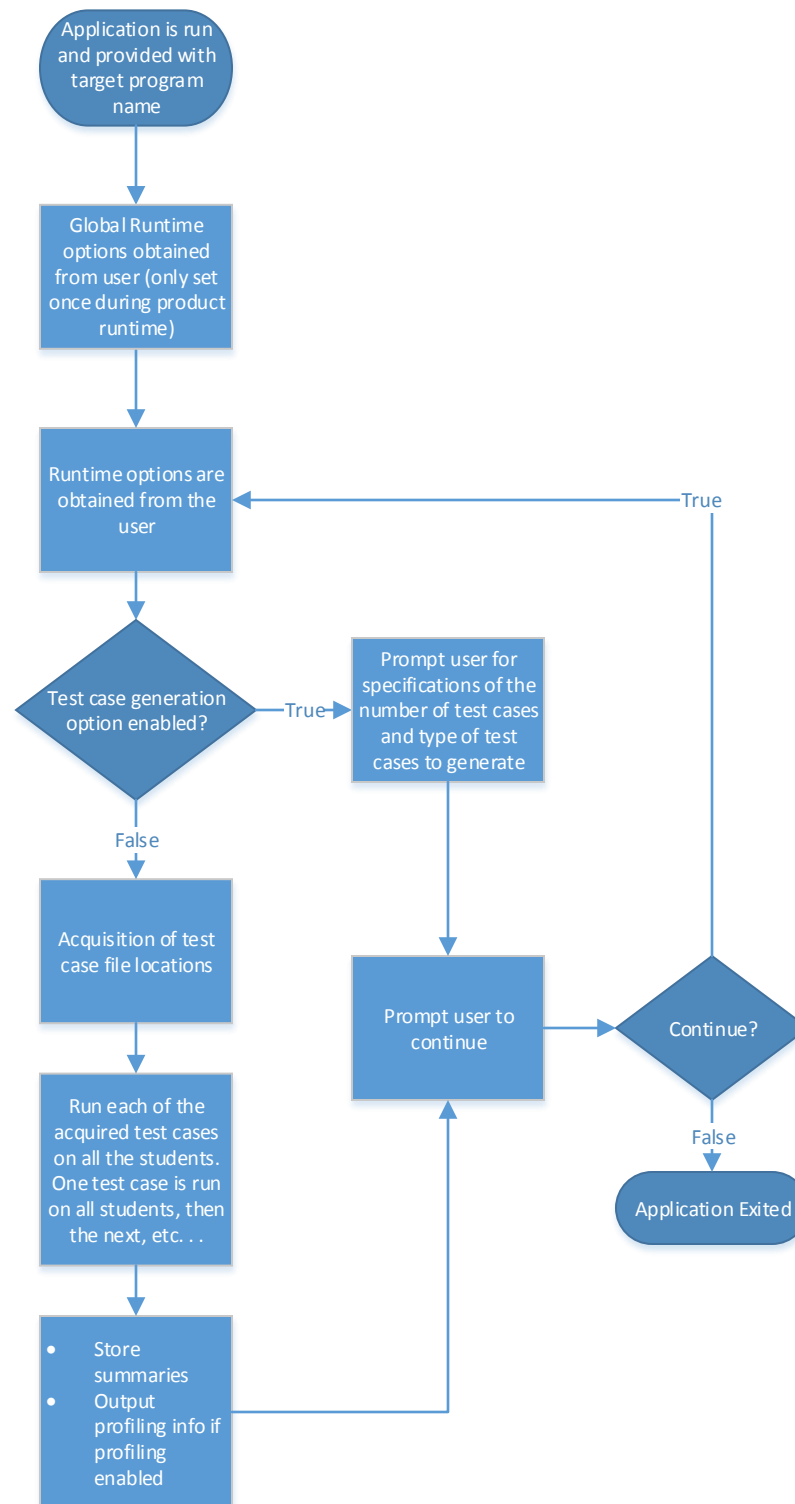 Application is run
and provided with
target program
name
Global Runtime
options obtained
from user (only set
once during product
runtime)
Runtime options are
obtained from the
user
True
Test case generation
option enabled?
True
Prompt user for
specifications of the
number of test cases
and type of test
cases to generate
False
Acquisition of test
case file locations
Prompt user to
continue
Continue?
Run each of the
acquired test cases
on all the students.
One test case is run
on all students, then
the next, etc. . .
False
Application Exited
• Store
summaries
• Output
profiling info if
profiling
enabled